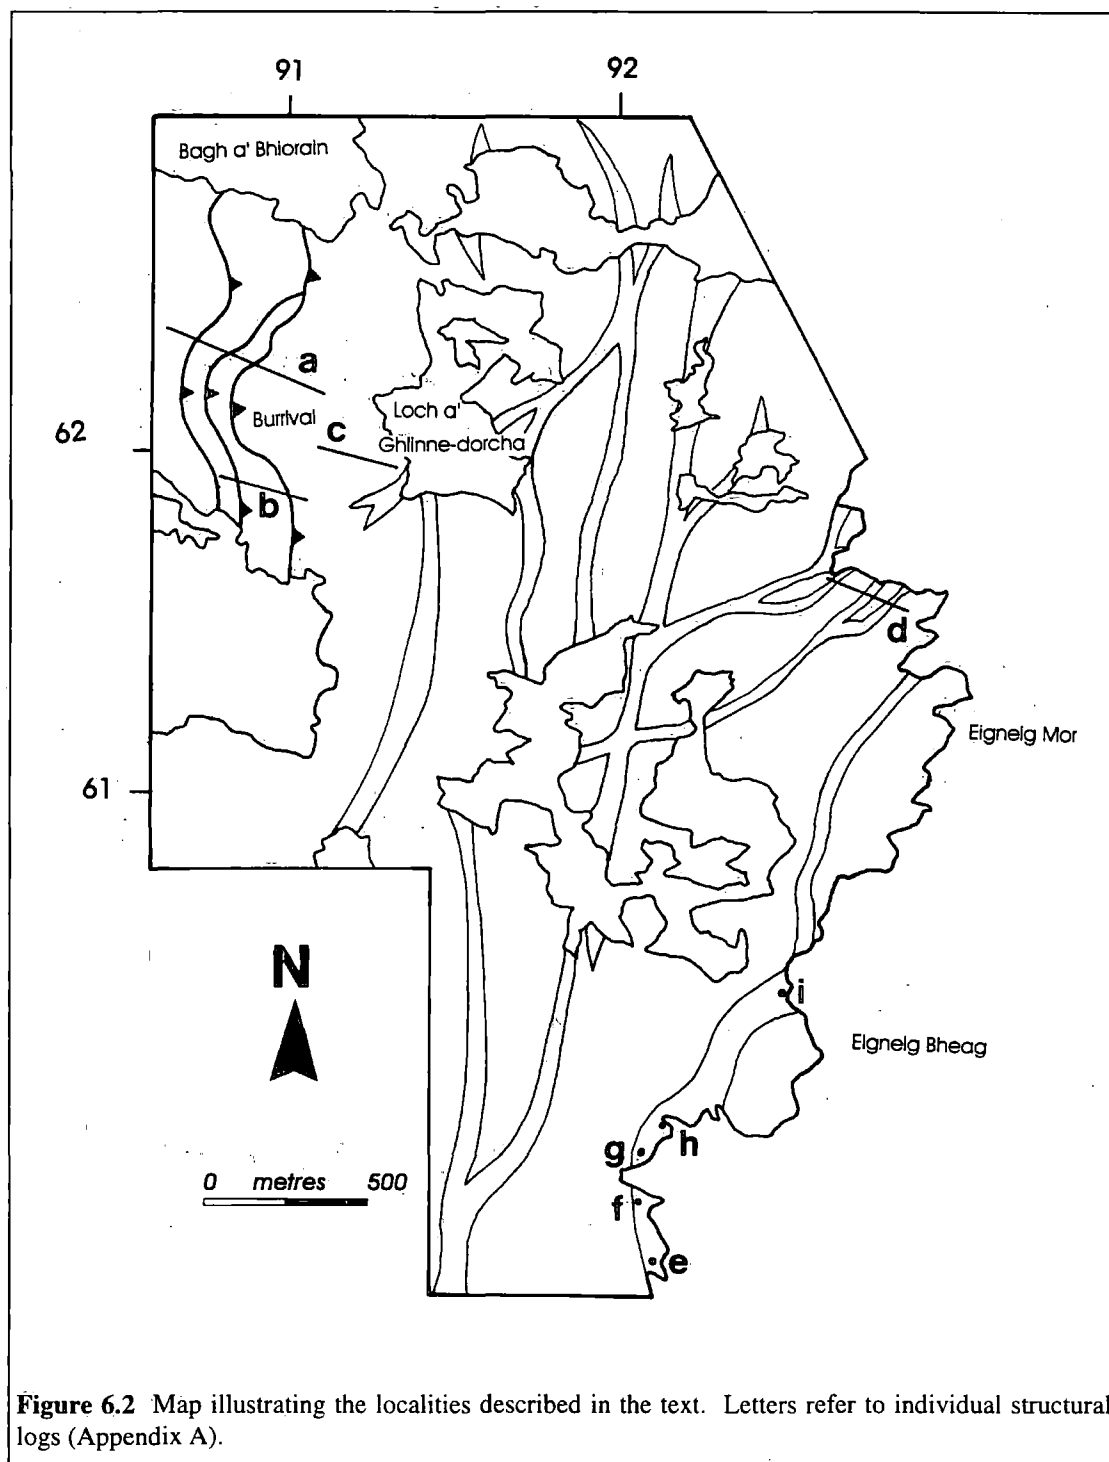 91
92
Bagh a' Bhiorain
a
Burrival
62
c
Loch a'
Ghlinne-dorcha
b
d
Eigneig Mor
61
N
i
Eigneig Bheag
h
g
0 metres 500
f
e
Figure 6.2 Map illustrating the localities described in the text. Letters refer to individual structural
logs (Appendix A).